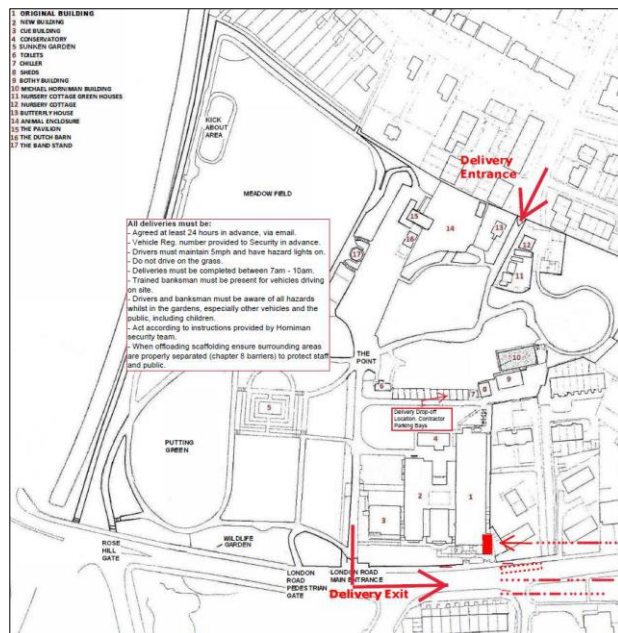 1 ORIGINAL BUILDING
2 NEW BUILDING
3 CUE BUILDING
4 CONSERVATORY
5 SUNKEN GARDEN
6 TOILETS
7 CHILLER
8 SHEDS
9 BOTHY BUILDING
10 MICHAEL HORNIMAN BUILDING
11 NURSERY COTTAGE GREEN HOUSES
12 NURSERY COTTAGE
13 BUTTERFLY HOUSE
14 ANIMAL ENCLOSURE
15 THE PAVILION
16 THE DUTCH BARN
17 THE BAND STAND
KICK
ABOUT
AREA
Delivery
Entrance
MEADOW FIELD
15
14
13
16
12
17
11
All deliveries must be:
- Agreed at least 24 hours in advance, via email.
- Vehicle Reg. number provided to Security in advance.
- Drivers must maintain 5mph and have hazard lights on.
- Do not drive on the grass.
- Deliveries must be completed between 7am - 10am.
- Trained banksman must be present for vehicles driving
on site.
- Drivers and banksman must be aware of all hazards
whilst in the gardens, especially other vehicles and the
public, including children.
- Act according to instructions provided by Horniman
security team.
- When offloading scaffolding ensure surrounding areas
are properly separated (chapter 8 barriers) to protect staff
and public.
THE
POINT
10
9
6
7
8
5
Delivery Drop-off
Location. Contractor
Parking Bays
4
PUTTING
GREEN
2
1
3
ROSE
HILL
GATE
WILDLIFE
GARDEN
LONDON
ROAD
PEDESTRIAN
GATE
LONDON ROAD
MAIN ENTRANCE
Delivery Exit